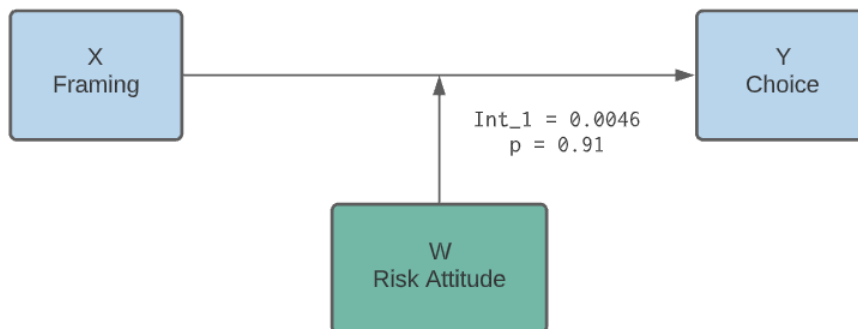 X
Framing
Y
Choice
Int_1 = 0.0046
p = 0.91
W
Risk Attitude